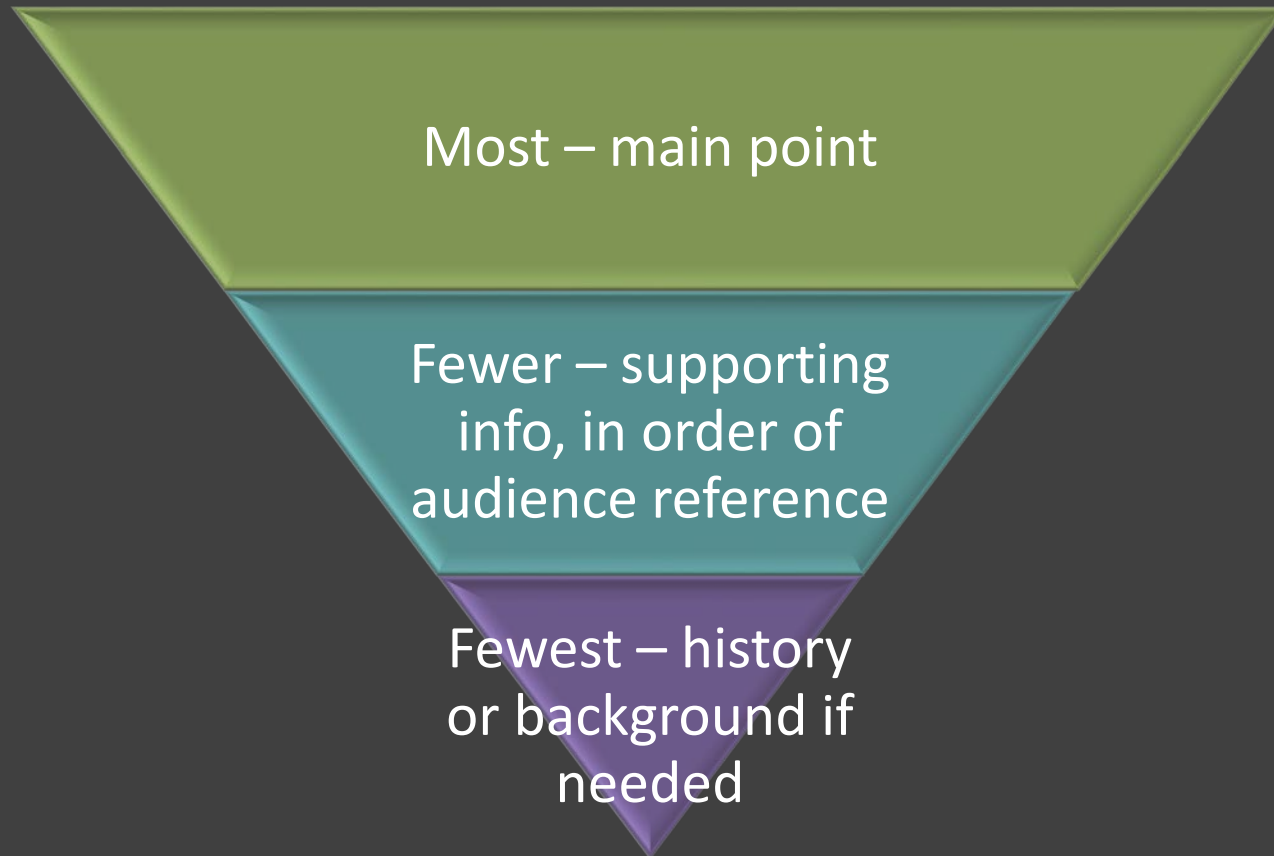 Most – main point
Fewer – supporting
info, in order of
audience reference
Fewest – history
or background if
needed